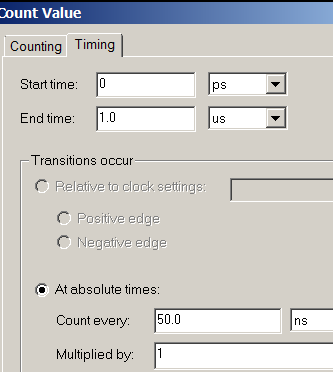 Count Value
Counting Timing
Start time: 0 ps
End time: 1.0 us
Transitions occur
Relative to clock settings:
Positive edge
Negative edge
At absolute times:
Count every: 50.0 ns
Multiplied by: 1